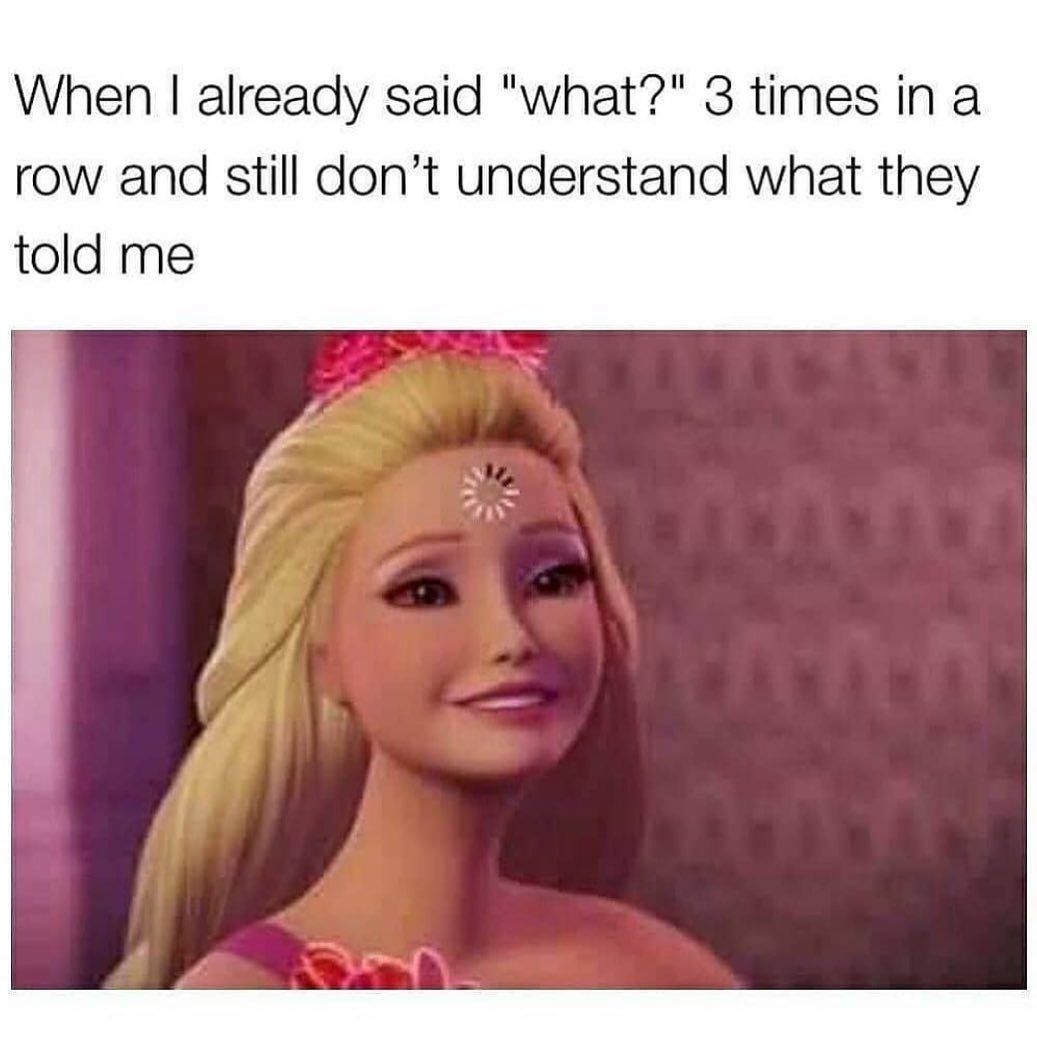 When I already said "what?" 3 times in a
row and still don’t understand what they
told me